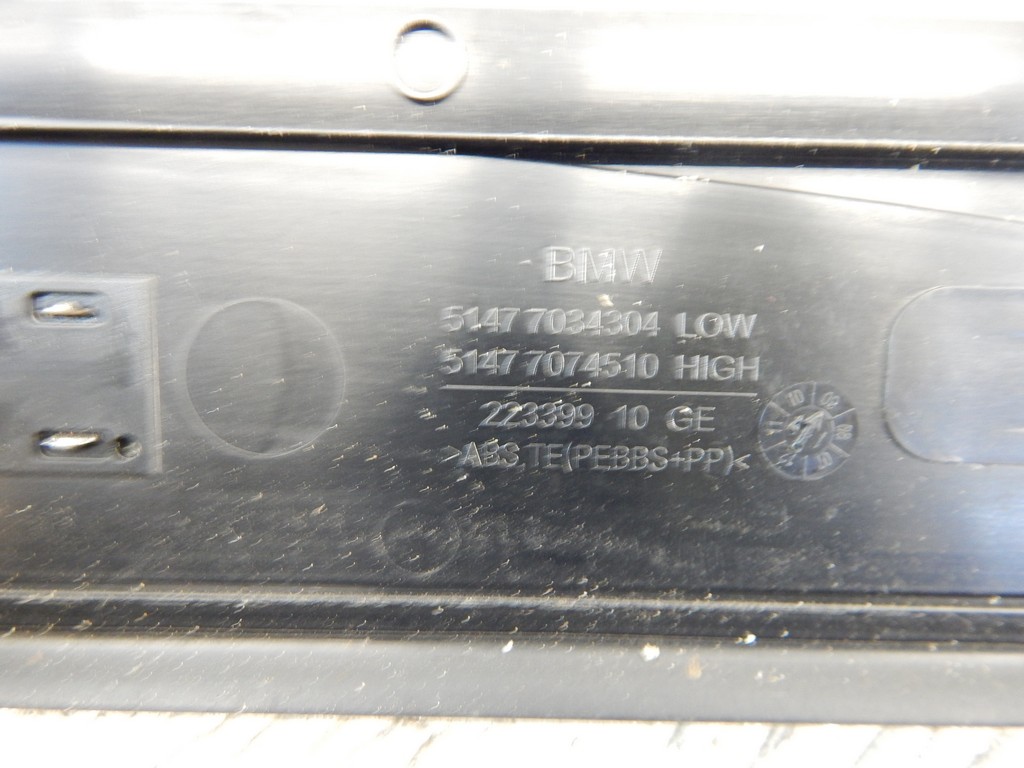 BMW
5147 7034304 LOW
5147 7074510 HIGH
223399 10 GE
>ABS,TE(PEBBS+PP)<